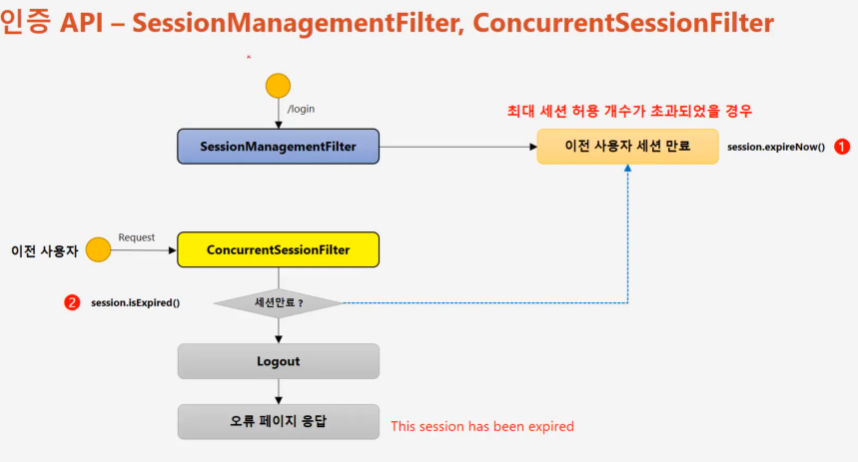 인증 API – SessionManagementFilter, ConcurrentSessionFilter
/login
최대 세션 허용 개수가 초과되었을 경우
SessionManagementFilter
이전 사용자 세션 만료
session.expireNow()
1
이전 사용자
Request
ConcurrentSessionFilter
2
session.isExpired()
세션만료 ?
Logout
오류 페이지 응답
This session has been expired